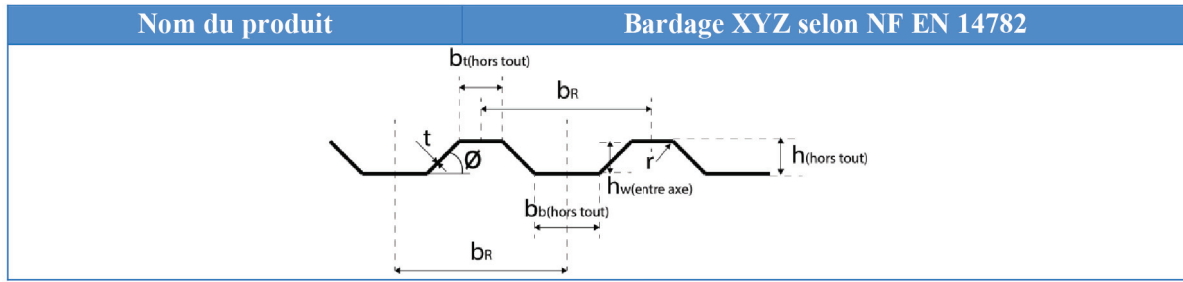 Nom du produit
Bardage XYZ selon NF EN 14782
bt(hors tout)
bR
t
Ø
r
h(hors tout)
hw(entre axe)
bb(hors tout)
bR